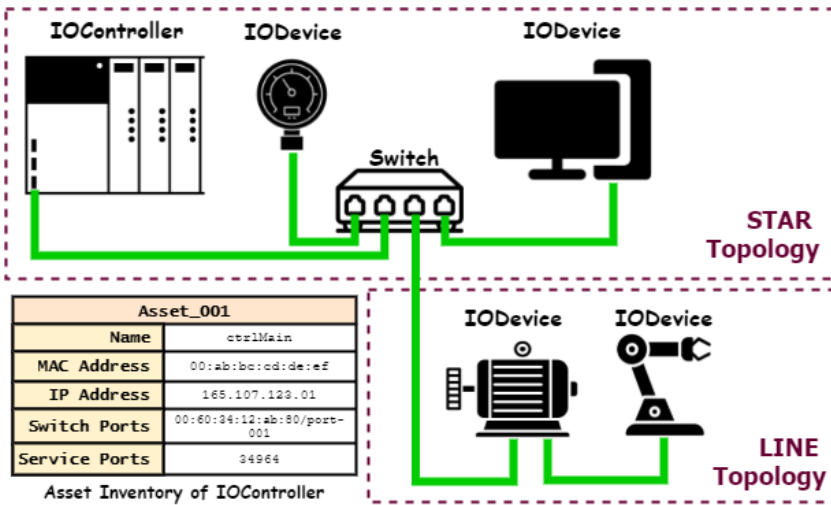 IOController
IODevice
IODevice
Switch
STAR
Topology
Asset_001
Name ctrlMain
MAC Address 00:ab:bc:cd:de:ef
IP Address 165.107.123.01
Switch Ports 00:60:34:12:ab:80/port-
001
Service Ports 34964
Asset Inventory of IOController
IODevice IODevice
LINE
Topology